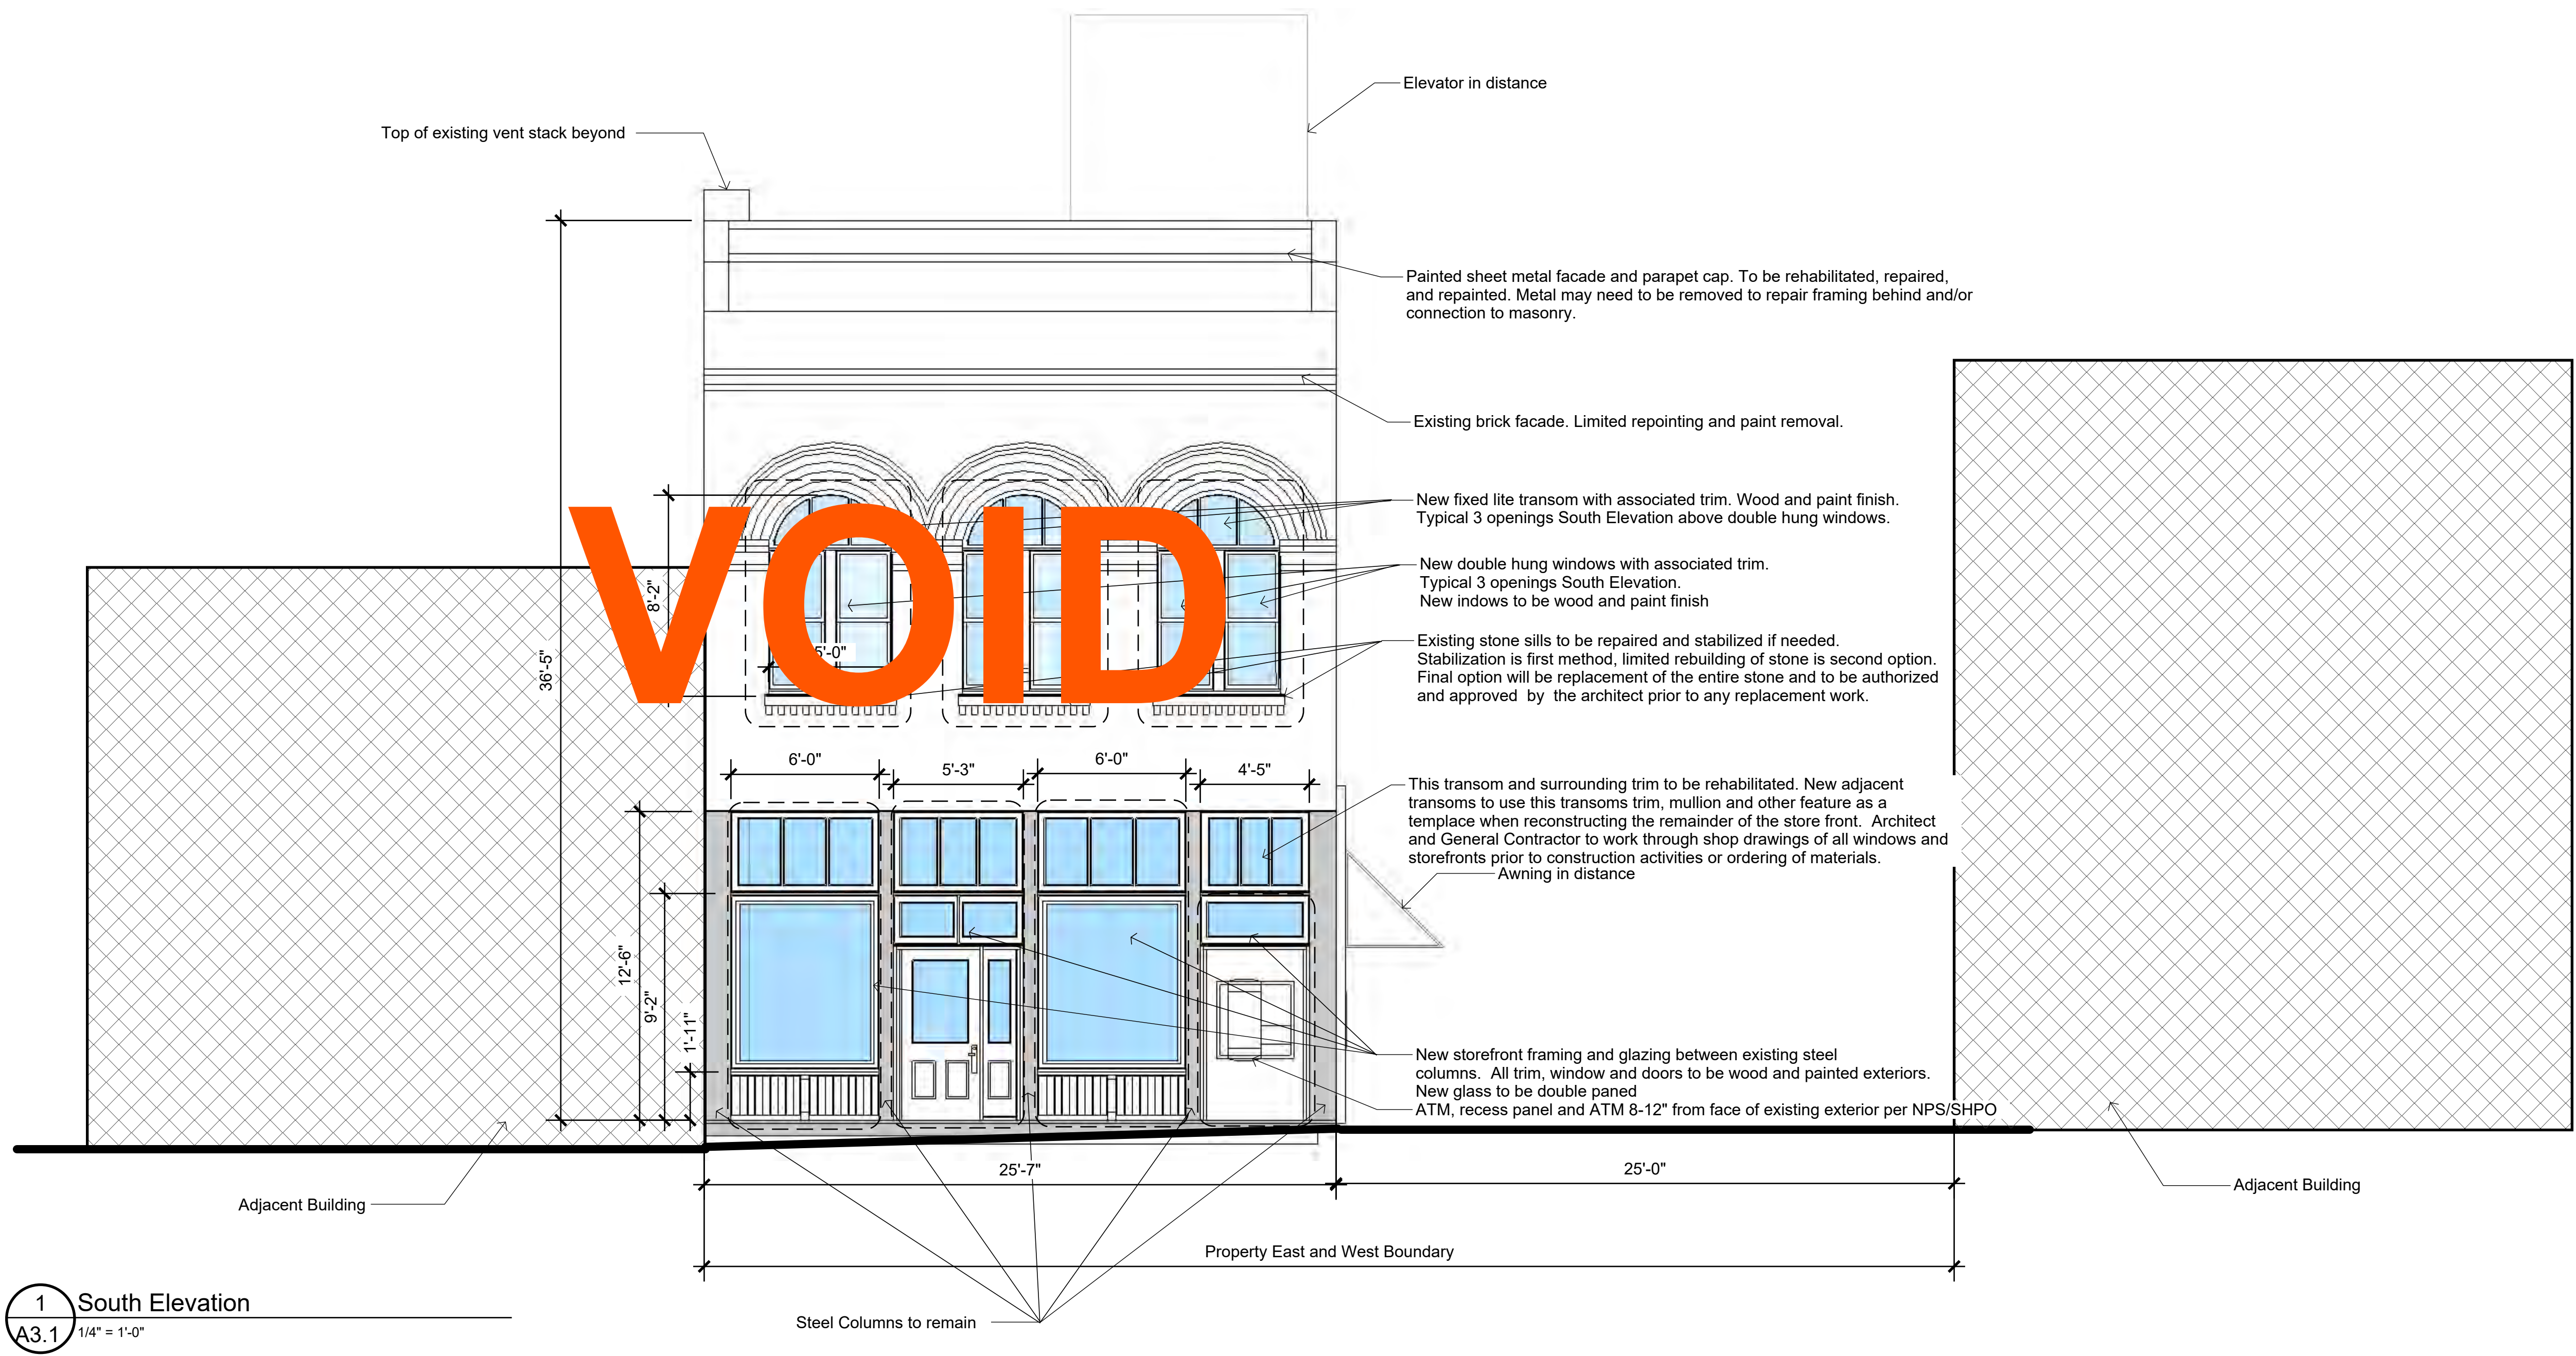 Elevator in distance
Top of existing vent stack beyond
Painted sheet metal facade and parapet cap. To be rehabilitated, repaired,
and repainted. Metal may need to be removed to repair framing behind and/or
connection to masonry.
Existing brick facade. Limited repointing and paint removal.
New fixed lite transom with associated trim. Wood and paint finish.
Typical 3 openings South Elevation above double hung windows.
VOID
New double hung windows with associated trim.
Typical 3 openings South Elevation.
New indows to be wood and paint finish
8'-2"
5'-0"
36'-5"
Existing stone sills to be repaired and stabilized if needed.
Stabilization is first method, limited rebuilding of stone is second option.
Final option will be replacement of the entire stone and to be authorized
and approved by the architect prior to any replacement work.
6'-0"
5'-3"
6'-0"
4'-5"
This transom and surrounding trim to be rehabilitated. New adjacent
transoms to use this transoms trim, mullion and other feature as a
templace when reconstructing the remainder of the store front. Architect
and General Contractor to work through shop drawings of all windows and
storefronts prior to construction activities or ordering of materials.
Awning in distance
12'-6"
9'-2"
1'-11"
New storefront framing and glazing between existing steel
columns. All trim, window and doors to be wood and painted exteriors.
New glass to be double paned
ATM, recess panel and ATM 8-12" from face of existing exterior per NPS/SHPO
25'-7"
25'-0"
Adjacent Building
Adjacent Building
Property East and West Boundary
Steel Columns to remain
1
South Elevation
A3.1
1/4" = 1'-0"